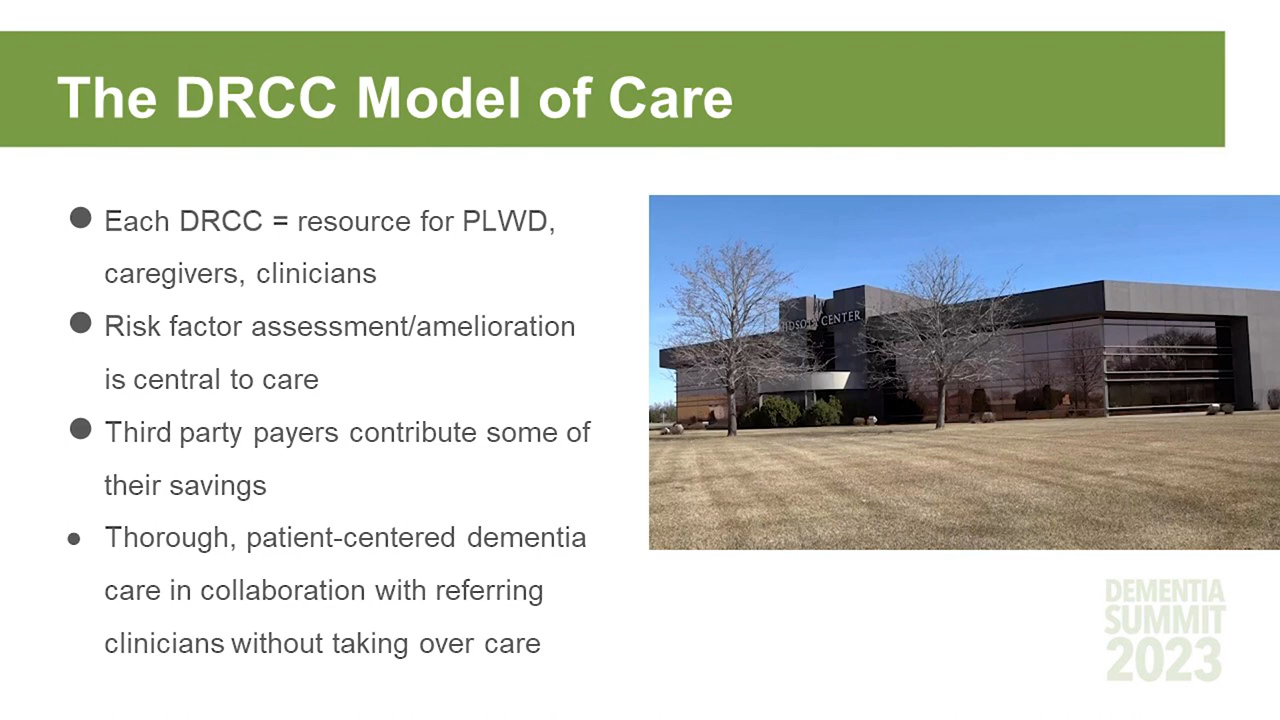 The DRCC Model of Care
Each DRCC = resource for PLWD,
caregivers, clinicians
Risk factor assessment/amelioration
is central to care
Third party payers contribute some of
their savings
Thorough, patient-centered dementia
care in collaboration with referring
clinicians without taking over care
CENTER
DEMENTIA
SUMMIT
2023